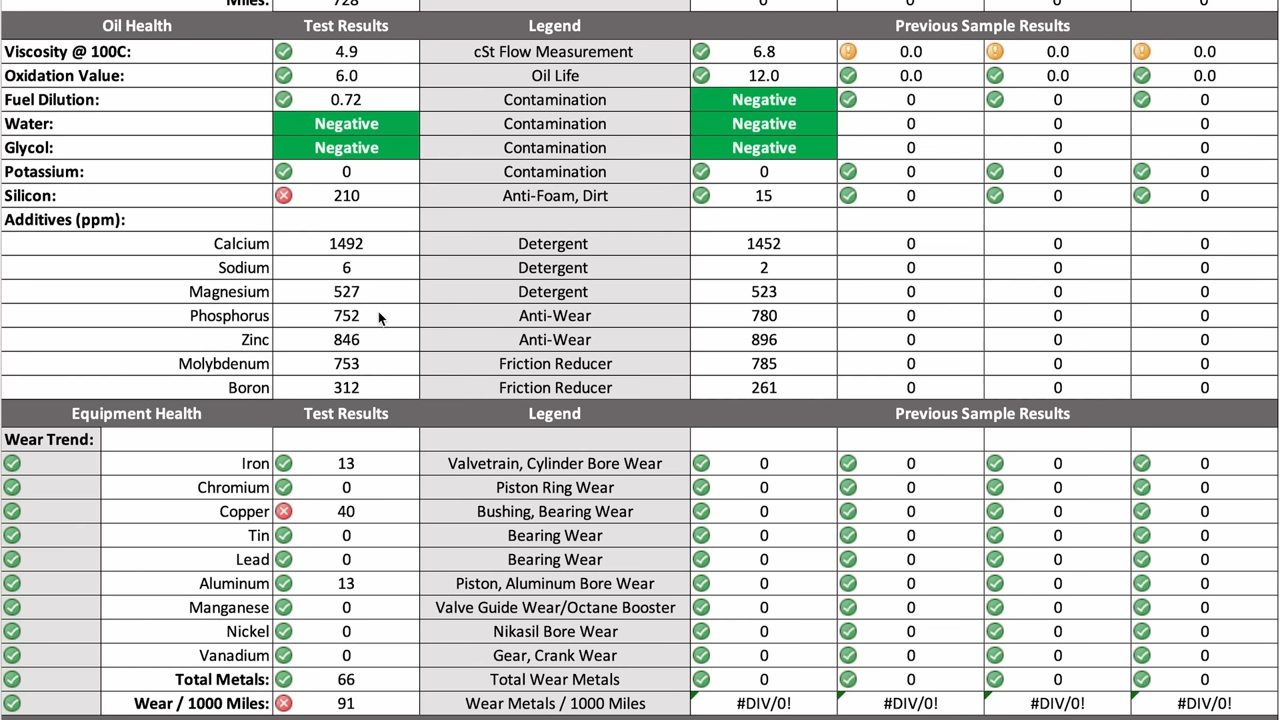 Miles: 728 0 0 0
Oil Health Test Results Legend Previous Sample Results
Viscosity @ 100C: 4.9 cSt Flow Measurement 6.8 0.0 0.0 0.0
Oxidation Value: 6.0 Oil Life 12.0 0.0 0.0 0.0
Fuel Dilution: 0.72 Contamination Negative 0 0 0
Water: Negative Contamination Negative 0 0 0
Glycol: Negative Contamination Negative 0 0 0
Potassium: 0 Contamination 0 0 0 0
Silicon: 210 Anti-Foam, Dirt 15 0 0 0
Additives (ppm):
Calcium 1492 Detergent 1452 0 0 0
Sodium 6 Detergent 2 0 0 0
Magnesium 527 Detergent 523 0 0 0
Phosphorus 752 Anti-Wear 780 0 0 0
Zinc 846 Anti-Wear 896 0 0 0
Molybdenum 753 Friction Reducer 785 0 0 0
Boron 312 Friction Reducer 261 0 0 0
Equipment Health Test Results Legend Previous Sample Results
Wear Trend:
Iron 13 Valvetrain, Cylinder Bore Wear 0 0 0 0
Chromium 0 Piston Ring Wear 0 0 0 0
Copper 40 Bushing, Bearing Wear 0 0 0 0
Tin 0 Bearing Wear 0 0 0 0
Lead 0 Bearing Wear 0 0 0 0
Aluminum 13 Piston, Aluminum Bore Wear 0 0 0 0
Manganese 0 Valve Guide Wear/Octane Booster 0 0 0 0
Nickel 0 Nikasil Bore Wear 0 0 0 0
Vanadium 0 Gear, Crank Wear 0 0 0 0
Total Metals: 66 Total Wear Metals 0 0 0 0
Wear / 1000 Miles: 91 Wear Metals / 1000 Miles #DIV/0! #DIV/0! #DIV/0! #DIV/0!